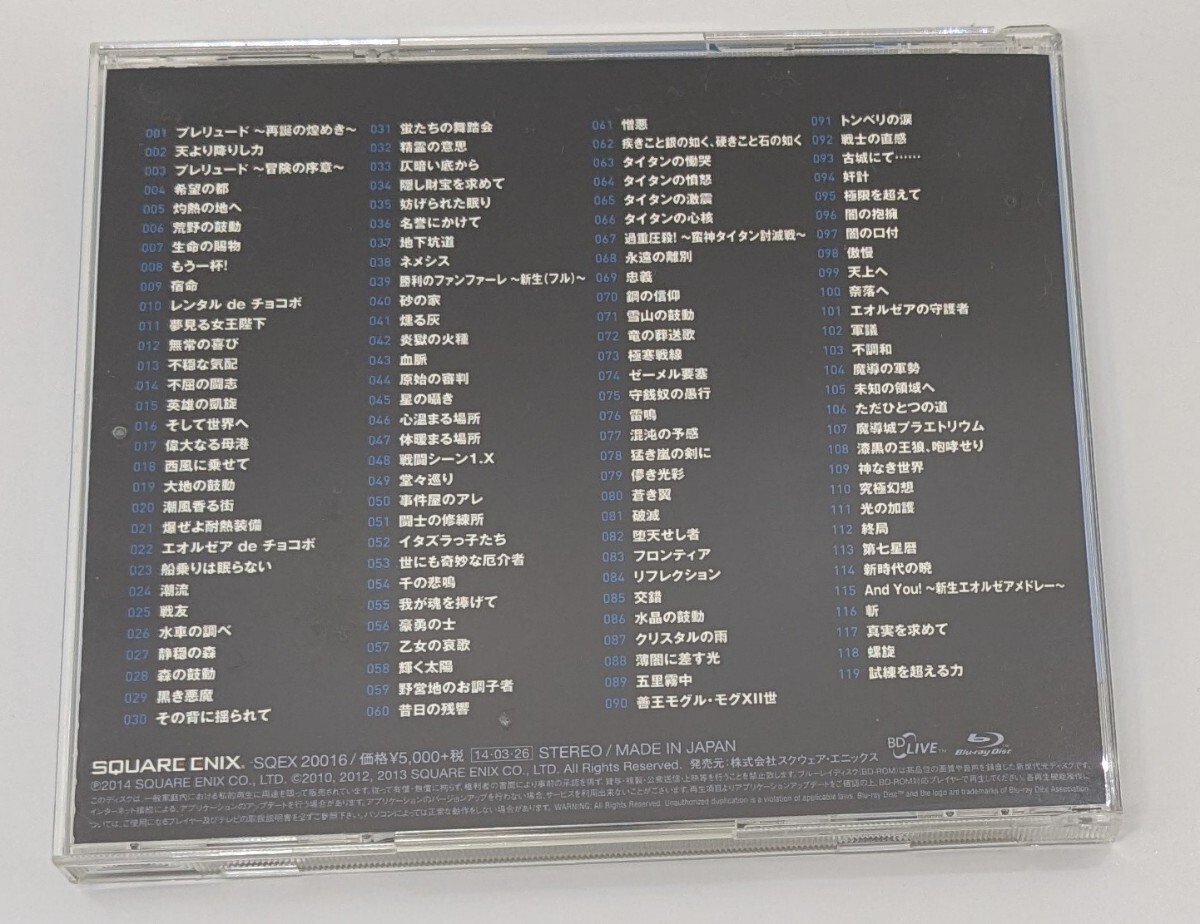 001 プレリュード ～再誕の煌めき～
002 天より降りし力
003 プレリュード ～冒険の序章～
004 希望の都
005 灼熱の地へ
006 荒野の鼓動
007 生命の賜物
008 もう一杯!
009 宿命
010 レンタル de チョコボ
011 夢見る女王陛下
012 無常の喜び
013 不穏な気配
014 不屈の闘志
015 英雄の凱旋
016 そして世界へ
017 偉大なる母港
018 西風に乗せて
019 大地の鼓動
020 潮風香る街
021 爆ぜよ耐熱装備
022 エオルゼア de チョコボ
023 船乗りは眠らない
024 潮流
025 戦友
026 水車の調べ
027 静穏の森
028 森の鼓動
029 黒き悪魔
030 その背に揺られて
031 蛍たちの舞踏会
032 精霊の意思
033 仄暗い底から
034 隠し財宝を求めて
035 妨げられた眠り
036 名誉にかけて
037 地下坑道
038 ネメシス
039 勝利のファンファーレ ～新生(フル)～
040 砂の家
041 燻る灰
042 炎獄の火種
043 血脈
044 原始の審判
045 星の囁き
046 心温まる場所
047 体暖まる場所
048 戦闘シーン1.X
049 堂々巡り
050 事件屋のアレ
051 闘士の修練所
052 イタズラっ子たち
053 世にも奇妙な厄介者
054 千の悲鳴
055 我が魂を捧げて
056 豪勇の士
057 乙女の哀歌
058 輝く太陽
059 野営地のお調子者
060 昔日の残響
061 憎悪
062 疾きこと銀の如く、硬きこと石の如く
063 タイタンの慟哭
064 タイタンの憤怒
065 タイタンの激震
066 タイタンの心核
067 過重圧殺! ～蛮神タイタン討滅戦～
068 永遠の離別
069 忠義
070 鋼の信仰
071 雪山の鼓動
072 竜の葬送歌
073 極寒戦線
074 ゼーメル要塞
075 守銭奴の愚行
076 雷鳴
077 混沌の予感
078 猛き嵐の剣に
079 儚き光彩
080 蒼き翼
081 破滅
082 堕天せし者
083 フロンティア
084 リフレクション
085 交錯
086 水晶の鼓動
087 クリスタルの雨
088 薄闇に差す光
089 五里霧中
090 善王モグル・モグXII世
091 トンベリの涙
092 戦士の直感
093 古城にて……
094 奸計
095 極限を超えて
096 闇の抱擁
097 闇の口付
098 傲慢
099 天上へ
100 奈落へ
101 エオルゼアの守護者
102 軍議
103 不調和
104 魔導の軍勢
105 未知の領域へ
106 ただひとつの道
107 魔導城プラエトリウム
108 漆黒の王狼、咆哮せり
109 神なき世界
110 究極幻想
111 光の加護
112 終局
113 第七星暦
114 新時代の暁
115 And You! ～新生エオルゼアメドレー～
116 斬
117 真実を求めて
118 螺旋
119 試練を超える力
SQUARE ENIX. SQEX 20016 / 価格¥5,000+税 14・03・26 STEREO / MADE IN JAPAN BD LIVE™ Blu-ray Disc
℗2014 SQUARE ENIX CO., LTD. ©2010, 2012, 2013 SQUARE ENIX CO., LTD. All Rights Reserved. 発売元:株式会社スクウェア・エニックス
WARNING: All Rights Reserved. Unauthorized duplication is a violation of applicable laws. Blu-ray Disc™ and the logo are trademarks of Blu-ray Disc Association.